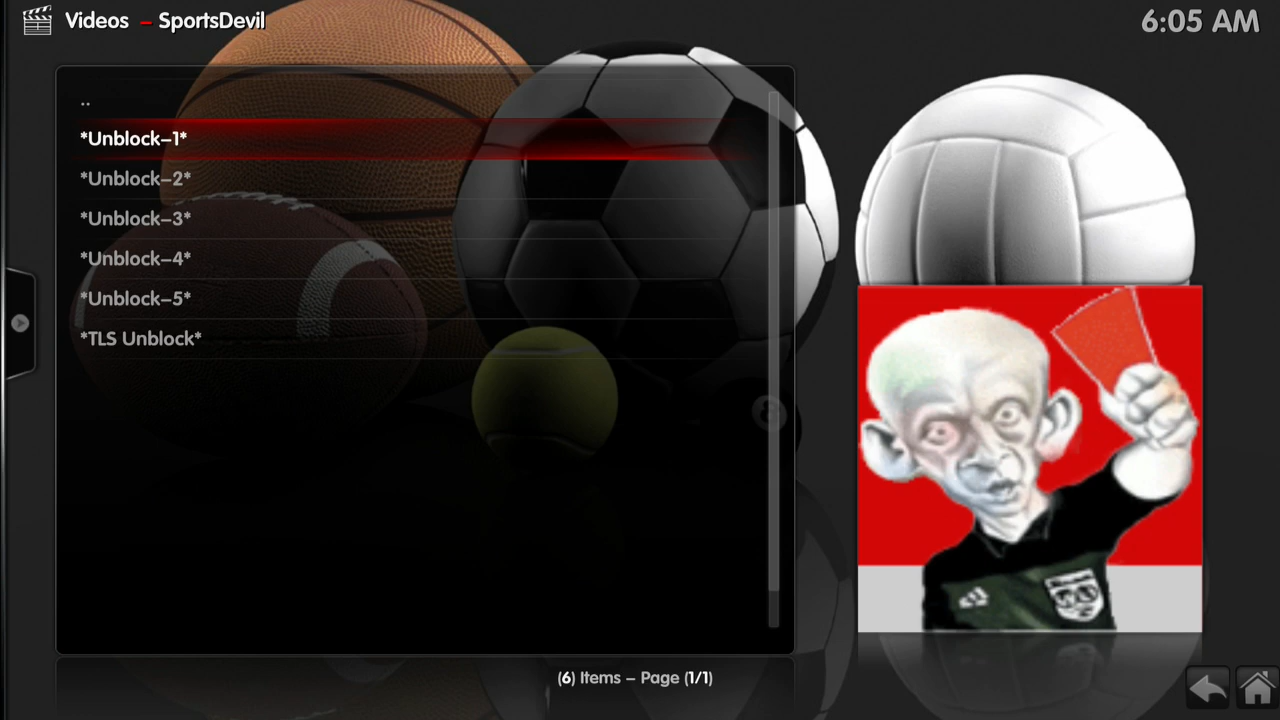 Videos – SportsDevil
6:05 AM
..
*Unblock-1*
*Unblock-2*
*Unblock-3*
*Unblock-4*
*Unblock-5*
*TLS Unblock*
8
(6) Items – Page (1/1)